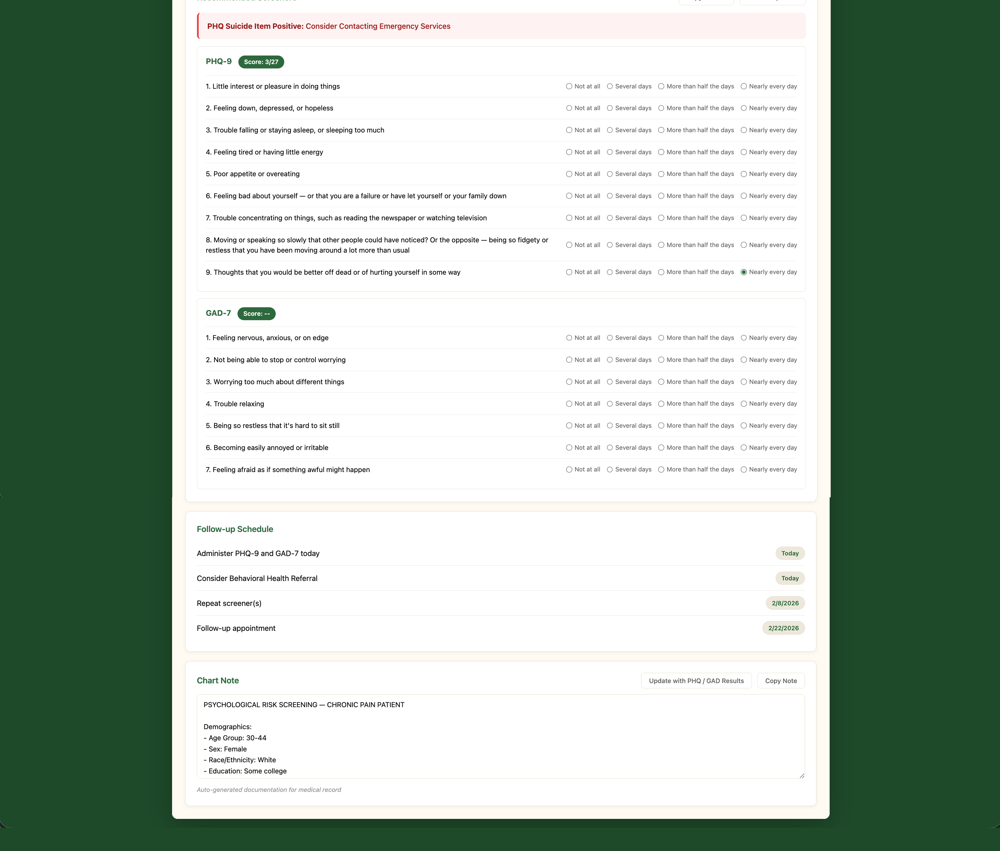 PHQ Suicide Item Positive: Consider Contacting Emergency Services
PHQ-9 Score: 3/27
1. Little interest or pleasure in doing things Not at all Several days More than half the days Nearly every day
2. Feeling down, depressed, or hopeless Not at all Several days More than half the days Nearly every day
3. Trouble falling or staying asleep, or sleeping too much Not at all Several days More than half the days Nearly every day
4. Feeling tired or having little energy Not at all Several days More than half the days Nearly every day
5. Poor appetite or overeating Not at all Several days More than half the days Nearly every day
6. Feeling bad about yourself — or that you are a failure or have let yourself or your family down Not at all Several days More than half the days Nearly every day
7. Trouble concentrating on things, such as reading the newspaper or watching television Not at all Several days More than half the days Nearly every day
8. Moving or speaking so slowly that other people could have noticed? Or the opposite — being so fidgety or
restless that you have been moving around a lot more than usual Not at all Several days More than half the days Nearly every day
9. Thoughts that you would be better off dead or of hurting yourself in some way Not at all Several days More than half the days Nearly every day
GAD-7 Score: --
1. Feeling nervous, anxious, or on edge Not at all Several days More than half the days Nearly every day
2. Not being able to stop or control worrying Not at all Several days More than half the days Nearly every day
3. Worrying too much about different things Not at all Several days More than half the days Nearly every day
4. Trouble relaxing Not at all Several days More than half the days Nearly every day
5. Being so restless that it's hard to sit still Not at all Several days More than half the days Nearly every day
6. Becoming easily annoyed or irritable Not at all Several days More than half the days Nearly every day
7. Feeling afraid as if something awful might happen Not at all Several days More than half the days Nearly every day
Follow-up Schedule
Administer PHQ-9 and GAD-7 today Today
Consider Behavioral Health Referral Today
Repeat screener(s) 2/8/2026
Follow-up appointment 2/22/2026
Chart Note Update with PHQ / GAD Results Copy Note
PSYCHOLOGICAL RISK SCREENING — CHRONIC PAIN PATIENT
Demographics:
- Age Group: 30-44
- Sex: Female
- Race/Ethnicity: White
- Education: Some college
Auto-generated documentation for medical record